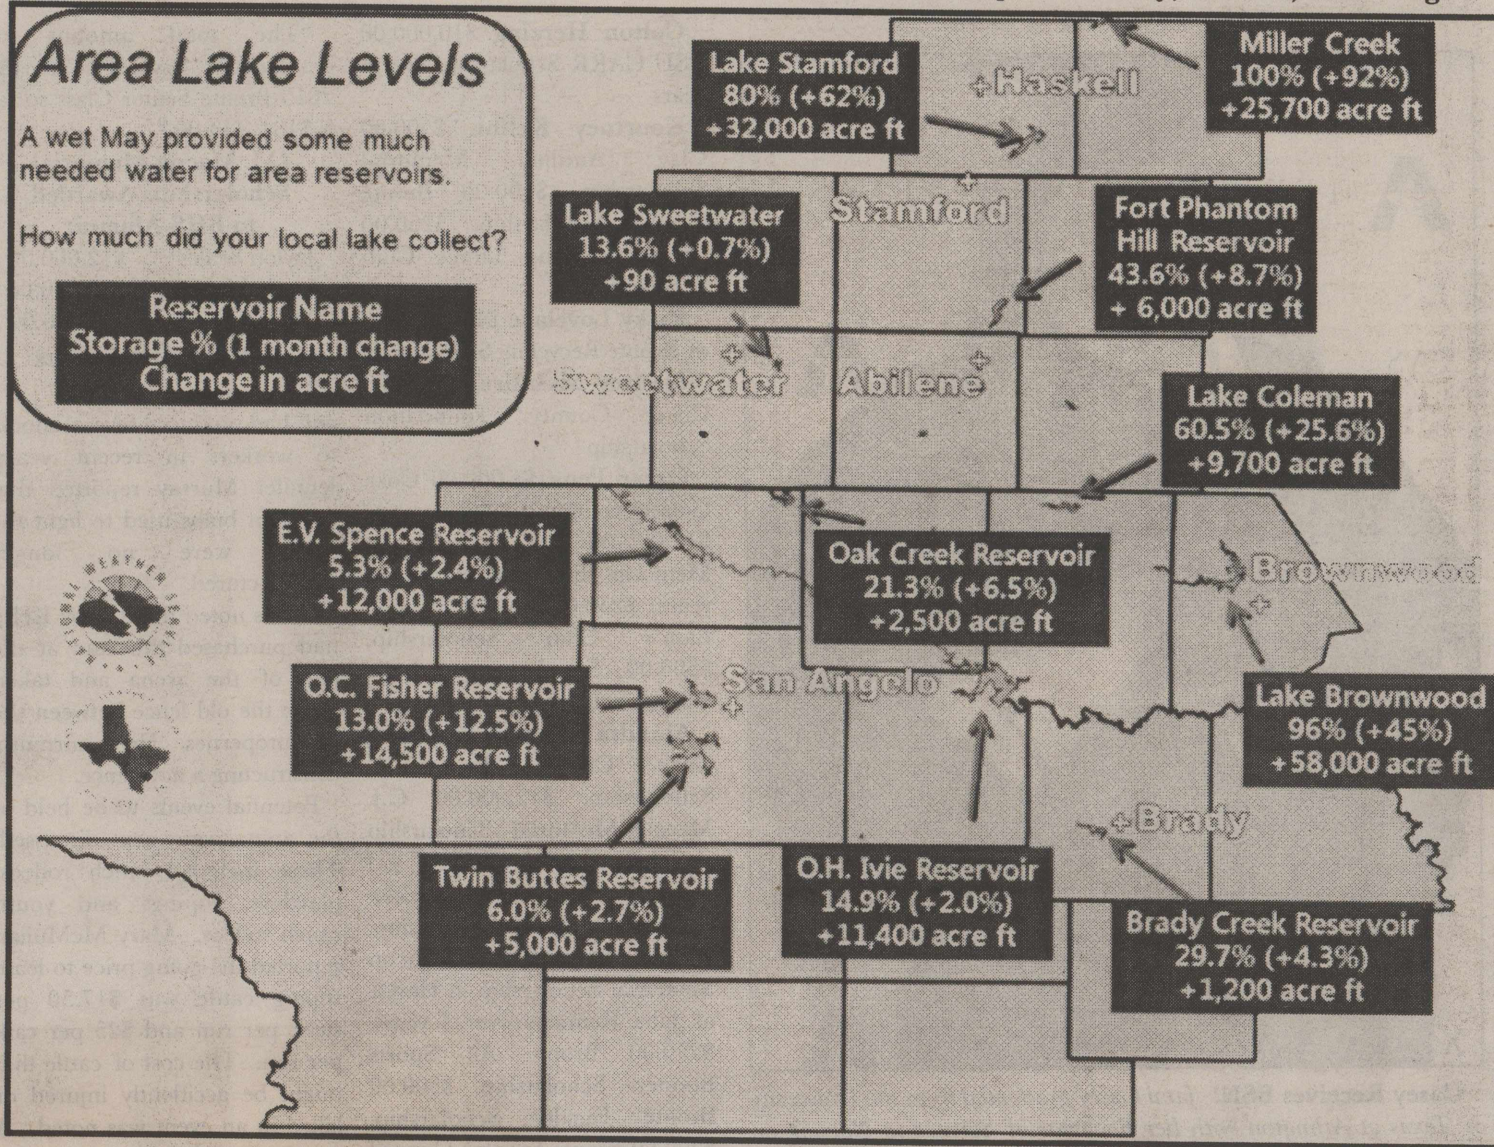 Area Lake Levels
A wet May provided some much
needed water for area reservoirs.
How much did your local lake collect?
Reservoir Name
Storage % (1 month change)
Change in acre ft
Lake Stamford
80% (+62%)
+32,000 acre ft
Haskell
Miller Creek
100% (+92%)
+25,700 acre ft
Lake Sweetwater
13.6% (+0.7%)
+90 acre ft
Stamford
Fort Phantom
Hill Reservoir
43.6% (+8.7%)
+ 6,000 acre ft
Sweetwater
Abilene
Lake Coleman
60.5% (+25.6%)
+9,700 acre ft
E.V. Spence Reservoir
5.3% (+2.4%)
+12,000 acre ft
Oak Creek Reservoir
21.3% (+6.5%)
+2,500 acre ft
Brownwood
O.C. Fisher Reservoir
13.0% (+12.5%)
+14,500 acre ft
San Angelo
Lake Brownwood
96% (+45%)
+58,000 acre ft
Brady
Twin Buttes Reservoir
6.0% (+2.7%)
+5,000 acre ft
O.H. Ivie Reservoir
14.9% (+2.0%)
+11,400 acre ft
Brady Creek Reservoir
29.7% (+4.3%)
+1,200 acre ft